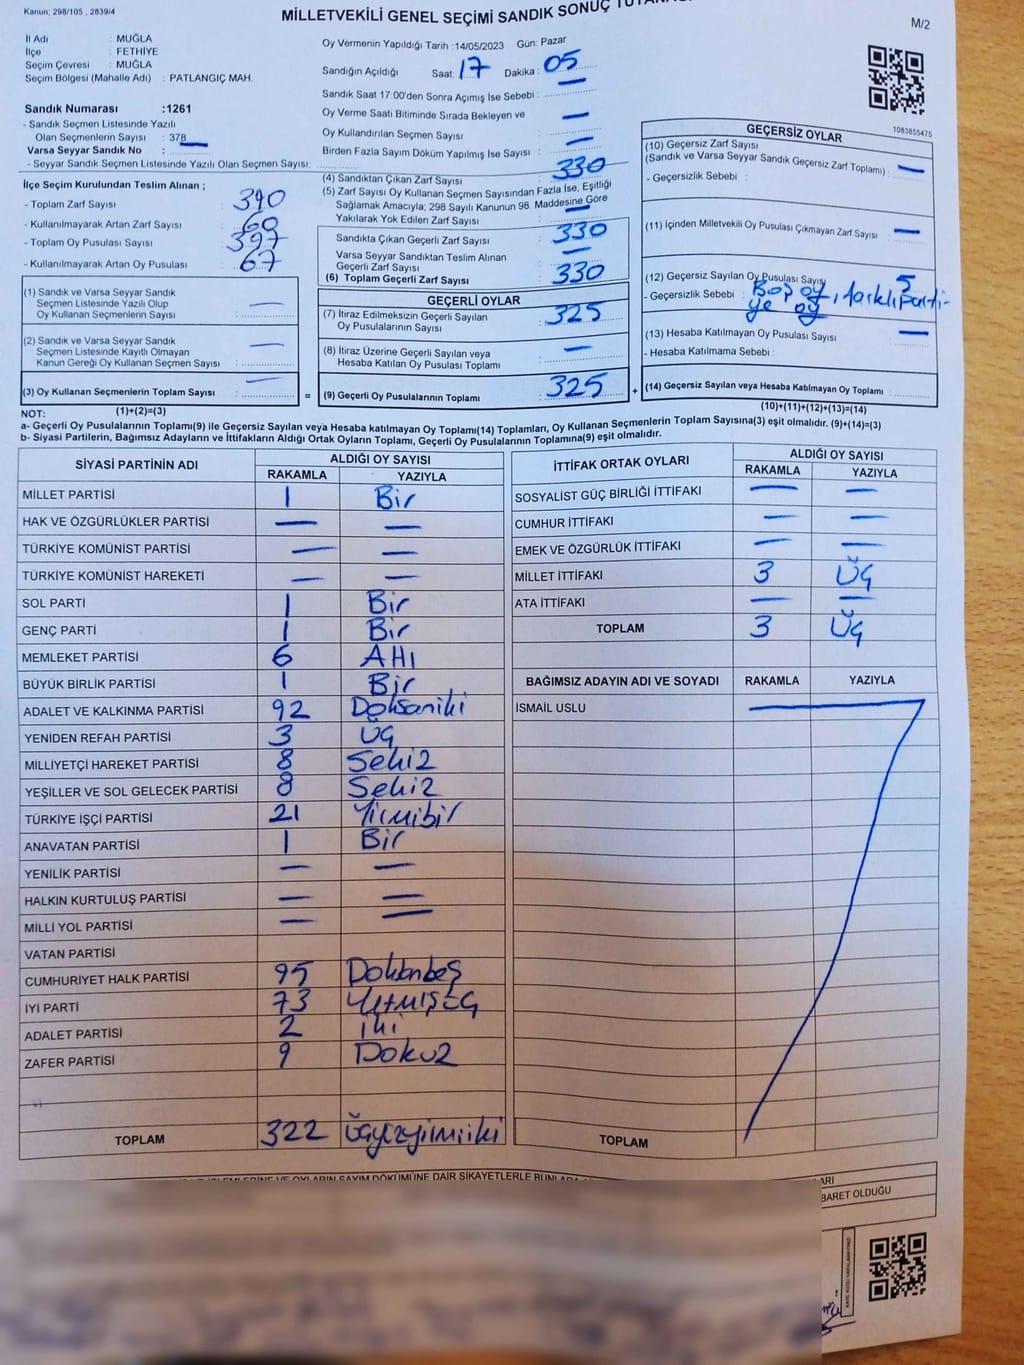 Kanun; 298/105 , 2839/4
MİLLETVEKİLİ GENEL SEÇİMİ SANDIK SONUÇ
M/2
İl Adı : MUĞLA
İlçe : FETHİYE
Seçim Çevresi : MUĞLA
Seçim Bölgesi (Mahalle Adı) : PATLANGIÇ MAH.
Sandık Numarası :1261
- Sandık Seçmen Listesinde Yazılı
Olan Seçmenlerin Sayısı : 378
Varsa Seyyar Sandık No : —
- Seyyar Sandık Seçmen Listesinde Yazılı Olan Seçmen Sayısı:
Oy Vermenin Yapıldığı Tarih :14/05/2023 Gün: Pazar
Sandığın Açıldığı Saat: 17 Dakika : 05
Sandık Saat 17:00'den Sonra Açımış İse Sebebi : —
Oy Verme Saati Bitiminde Sırada Bekleyen ve
Oy Kullandırılan Seçmen Sayısı : —
Birden Fazla Sayım Döküm Yapılmış İse Sayısı : —
(4) Sandıktan Çıkan Zarf Sayısı : 330
(5) Zarf Sayısı Oy Kullanan Seçmen Sayısından Fazla İse, Eşitliği
Sağlamak Amacıyla; 298 Sayılı Kanunun 98. Maddesine Göre
Yakılarak Yok Edilen Zarf Sayısı : —
Sandıkta Çıkan Geçerli Zarf Sayısı : 330
Varsa Seyyar Sandıktan Teslim Alınan
Geçerli Zarf Sayısı : —
(6) Toplam Geçerli Zarf Sayısı : 330
İlçe Seçim Kurulundan Teslim Alınan ;
- Toplam Zarf Sayısı : 390
- Kullanılmayarak Artan Zarf Sayısı : 60
- Toplam Oy Pusulası Sayısı : 397
- Kullanılmayarak Artan Oy Pusulası : 67
(1) Sandık ve Varsa Seyyar Sandık
Seçmen Listesinde Yazılı Olup
Oy Kullanan Seçmenlerin Sayısı : —
(2) Sandık ve Varsa Seyyar Sandık
Seçmen Listesinde Kayıtlı Olmayan
Kanun Gereği Oy Kullanan Seçmen Sayısı : —
(3) Oy Kullanan Seçmenlerin Toplam Sayısı : —
=
GEÇERLİ OYLAR
(7) İtiraz Edilmeksizin Geçerli Sayılan
Oy Pusulalarının Sayısı : 325
(8) İtiraz Üzerine Geçerli Sayılan veya
Hesaba Katılan Oy Pusulası Toplamı : —
(9) Geçerli Oy Pusulalarının Toplamı : 325
+
1083855475
GEÇERSİZ OYLAR
(10) Geçersiz Zarf Sayısı
(Sandık ve Varsa Seyyar Sandık Geçersiz Zarf Toplamı) : —
- Geçersizlik Sebebi :
(11) İçinden Milletvekili Oy Pusulası Çıkmayan Zarf Sayısı : —
(12) Geçersiz Sayılan Oy Pusulası Sayısı : 5
- Geçersizlik Sebebi : Boş oy, farklı parti-
ye oy
(13) Hesaba Katılmayan Oy Pusulası Sayısı : —
- Hesaba Katılmama Sebebi :
(14) Geçersiz Sayılan veya Hesaba Katılmayan Oy Toplamı :
NOT: (1)+(2)=(3)
(10)+(11)+(12)+(13)=(14)
a- Geçerli Oy Pusulalarının Toplamı(9) ile Geçersiz Sayılan veya Hesaba katılmayan Oy Toplamı(14) Toplamları, Oy Kullanan Seçmenlerin Toplam Sayısına(3) eşit olmalıdır. (9)+(14)=(3)
b- Siyasi Partilerin, Bağımsız Adayların ve İttifakların Aldığı Ortak Oyların Toplamı, Geçerli Oy Pusulalarının Toplamına(9) eşit olmalıdır.
SİYASİ PARTİNİN ADI ALDIĞI OY SAYISI
RAKAMLA YAZIYLA
MİLLET PARTİSİ 1 Bir
HAK VE ÖZGÜRLÜKLER PARTİSİ — —
TÜRKİYE KOMÜNİST PARTİSİ — —
TÜRKİYE KOMÜNİST HAREKETİ — —
SOL PARTİ 1 Bir
GENÇ PARTİ 1 Bir
MEMLEKET PARTİSİ 6 AHI
BÜYÜK BİRLİK PARTİSİ 1 Bir
ADALET VE KALKINMA PARTİSİ 92 Doksaniki
YENİDEN REFAH PARTİSİ 3 Üç
MİLLİYETÇİ HAREKET PARTİSİ 8 Sekiz
YEŞİLLER VE SOL GELECEK PARTİSİ 8 Sekiz
TÜRKİYE İŞÇİ PARTİSİ 21 Yirmibir
ANAVATAN PARTİSİ 1 Bir
YENİLİK PARTİSİ — —
HALKIN KURTULUŞ PARTİSİ — —
MİLLİ YOL PARTİSİ — —
VATAN PARTİSİ
CUMHURİYET HALK PARTİSİ 95 Doksanbeş
İYİ PARTİ 73 Yetmişüç
ADALET PARTİSİ 2 iki
ZAFER PARTİSİ 9 Dokuz
TOPLAM 322 Üçyüzyirmiiki
İTTİFAK ORTAK OYLARI ALDIĞI OY SAYISI
RAKAMLA YAZIYLA
SOSYALİST GÜÇ BİRLİĞİ İTTİFAKI — —
CUMHUR İTTİFAKI — —
EMEK VE ÖZGÜRLÜK İTTİFAKI — —
MİLLET İTTİFAKI 3 Üç
ATA İTTİFAKI — —
TOPLAM 3 Üç
BAĞIMSIZ ADAYIN ADI VE SOYADI RAKAMLA YAZIYLA
İSMAİL USLU —
TOPLAM
OYLARIN SAYIM DÖKÜMÜNE DAİR ŞİKAYETLERLE
BARET OLDUĞU